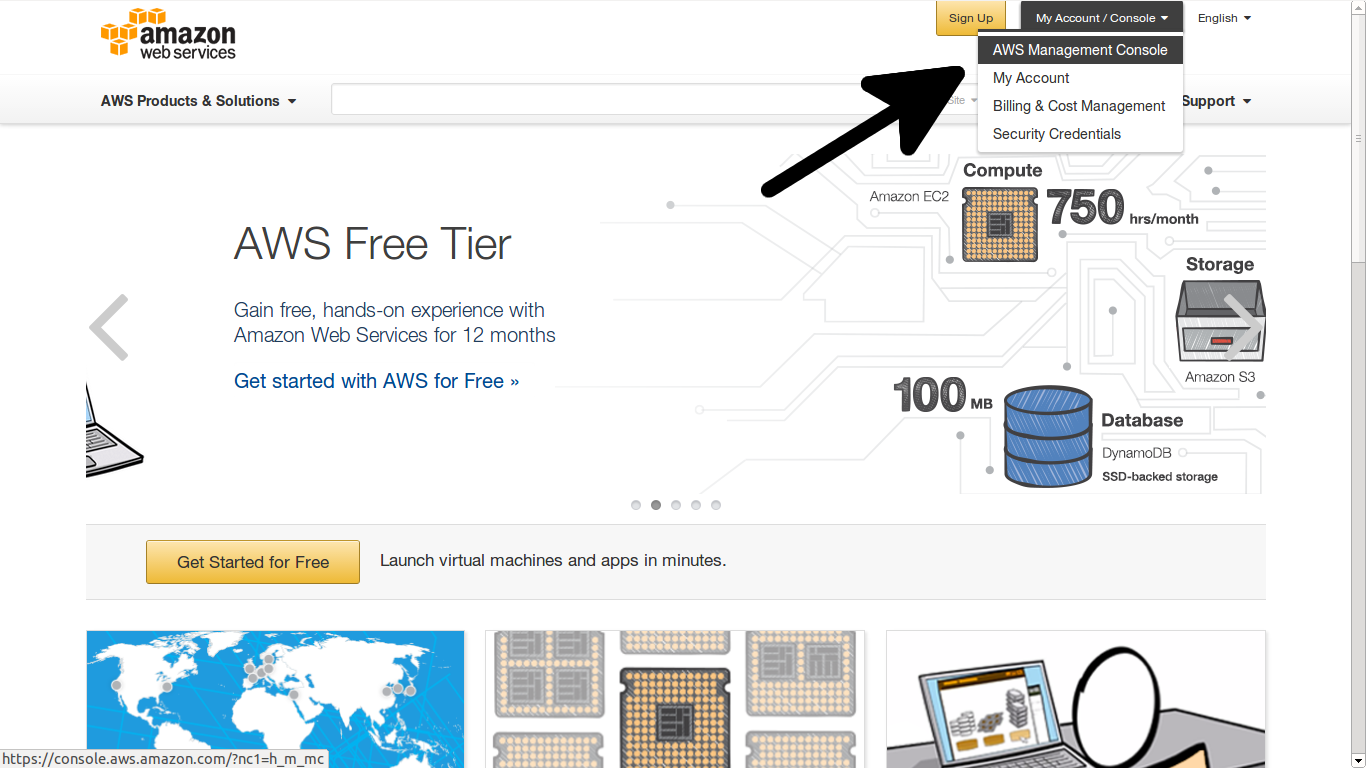 amazon
web services
Sign Up
My Account / Console
English
AWS Management Console
My Account
Billing & Cost Management
Security Credentials
AWS Products & Solutions
Site
Support
AWS Free Tier
Gain free, hands-on experience with
Amazon Web Services for 12 months
Get started with AWS for Free »
Compute
Amazon EC2
750 hrs/month
Storage
Amazon S3
100 MB
Database
DynamoDB
SSD-backed storage
Get Started for Free
Launch virtual machines and apps in minutes.
https://console.aws.amazon.com/?nc1=h_m_mc